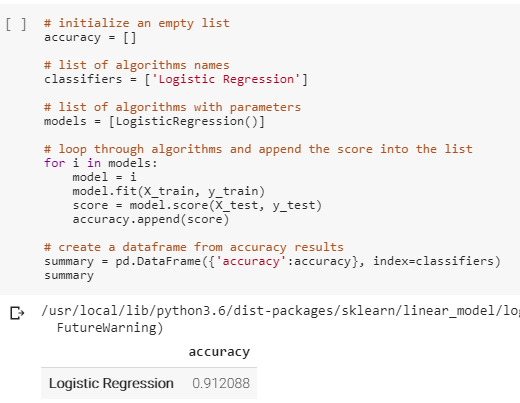 [ ] # initialize an empty list
accuracy = []
# list of algorithms names
classifiers = ['Logistic Regression']
# list of algorithms with parameters
models = [LogisticRegression()]
# loop through algorithms and append the score into the list
for i in models:
model = i
model.fit(X_train, y_train)
score = model.score(X_test, y_test)
accuracy.append(score)
# create a dataframe from accuracy results
summary = pd.DataFrame({'accuracy':accuracy}, index=classifiers)
summary
/usr/local/lib/python3.6/dist-packages/sklearn/linear_model/log
FutureWarning)
accuracy
Logistic Regression 0.912088